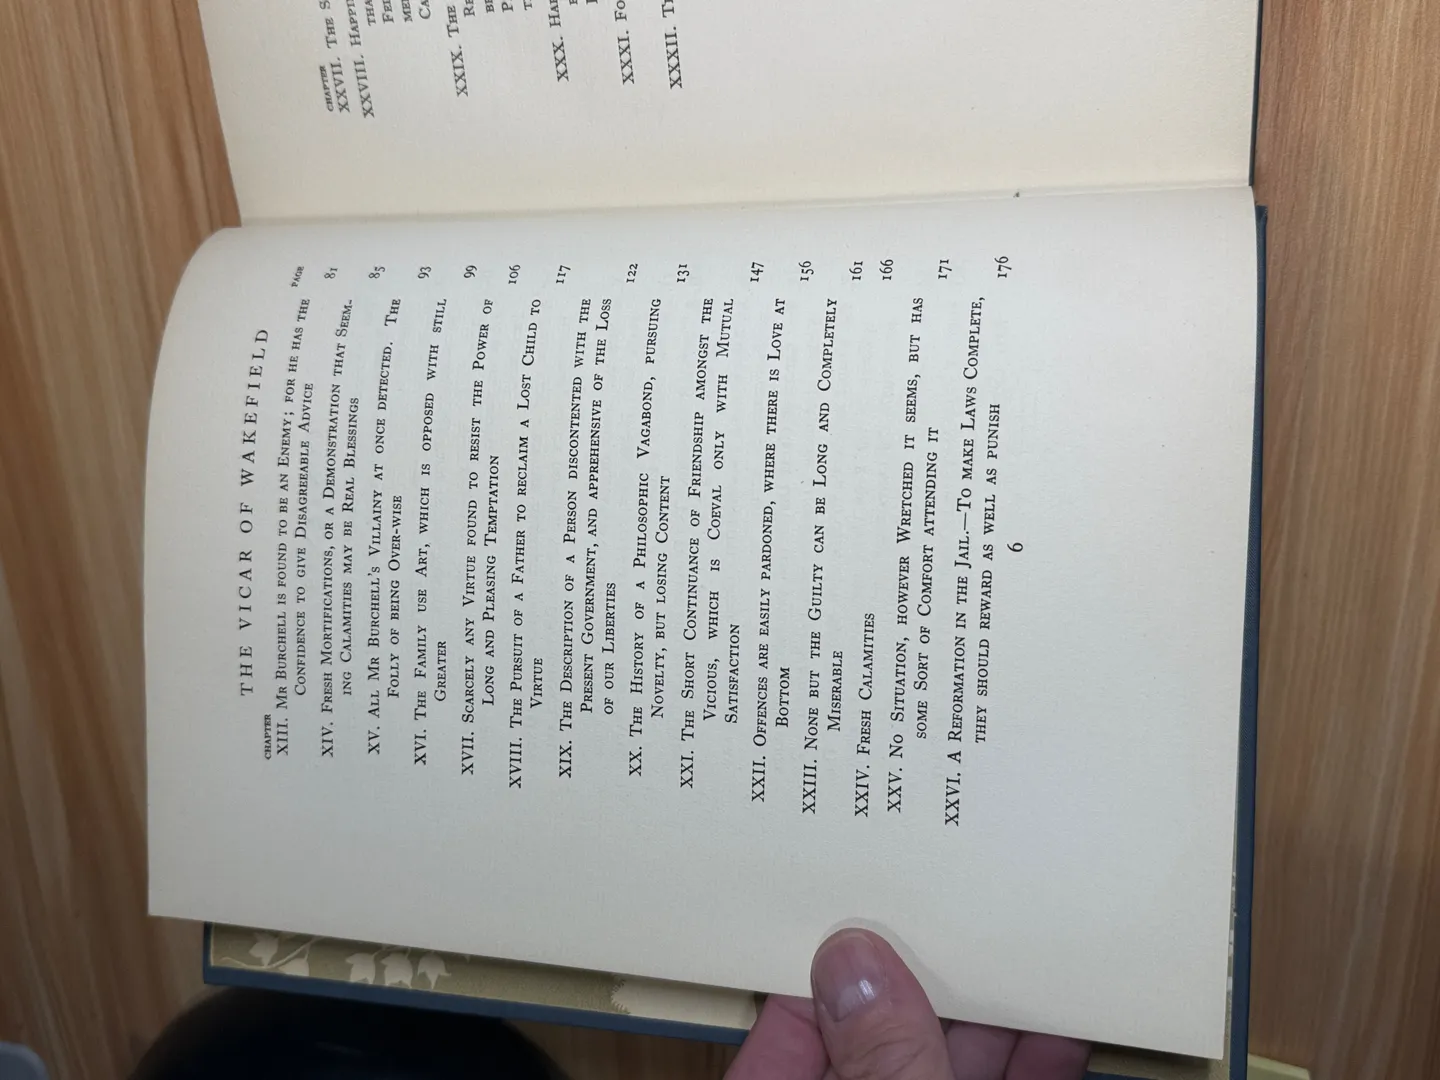 THE VICAR OF WAKEFIELD
CHAPTER PAGE
XIII. MR BURCHELL IS FOUND TO BE AN ENEMY; FOR HE HAS THE
CONFIDENCE TO GIVE DISAGREEABLE ADVICE 81
XIV. FRESH MORTIFICATIONS, OR A DEMONSTRATION THAT SEEM-
ING CALAMITIES MAY BE REAL BLESSINGS 85
XV. ALL MR BURCHELL'S VILLAINY AT ONCE DETECTED. THE
FOLLY OF BEING OVER-WISE 93
XVI. THE FAMILY USE ART, WHICH IS OPPOSED WITH STILL
GREATER 99
XVII. SCARCELY ANY VIRTUE FOUND TO RESIST THE POWER OF
LONG AND PLEASING TEMPTATION 106
XVIII. THE PURSUIT OF A FATHER TO RECLAIM A LOST CHILD TO
VIRTUE 117
XIX. THE DESCRIPTION OF A PERSON DISCONTENTED WITH THE
PRESENT GOVERNMENT, AND APPREHENSIVE OF THE LOSS
OF OUR LIBERTIES 122
XX. THE HISTORY OF A PHILOSOPHIC VAGABOND, PURSUING
NOVELTY, BUT LOSING CONTENT 131
XXI. THE SHORT CONTINUANCE OF FRIENDSHIP AMONGST THE
VICIOUS, WHICH IS COEVAL ONLY WITH MUTUAL
SATISFACTION 147
XXII. OFFENCES ARE EASILY PARDONED, WHERE THERE IS LOVE AT
BOTTOM 156
XXIII. NONE BUT THE GUILTY CAN BE LONG AND COMPLETELY
MISERABLE 161
XXIV. FRESH CALAMITIES 166
XXV. NO SITUATION, HOWEVER WRETCHED IT SEEMS, BUT HAS
SOME SORT OF COMFORT ATTENDING IT 171
XXVI. A REFORMATION IN THE JAIL.—TO MAKE LAWS COMPLETE,
THEY SHOULD REWARD AS WELL AS PUNISH 176
6
CHAPTER
XXVII. THE
XXVIII.
XXIX. THE
XXX.
XXXI.
XXXII.